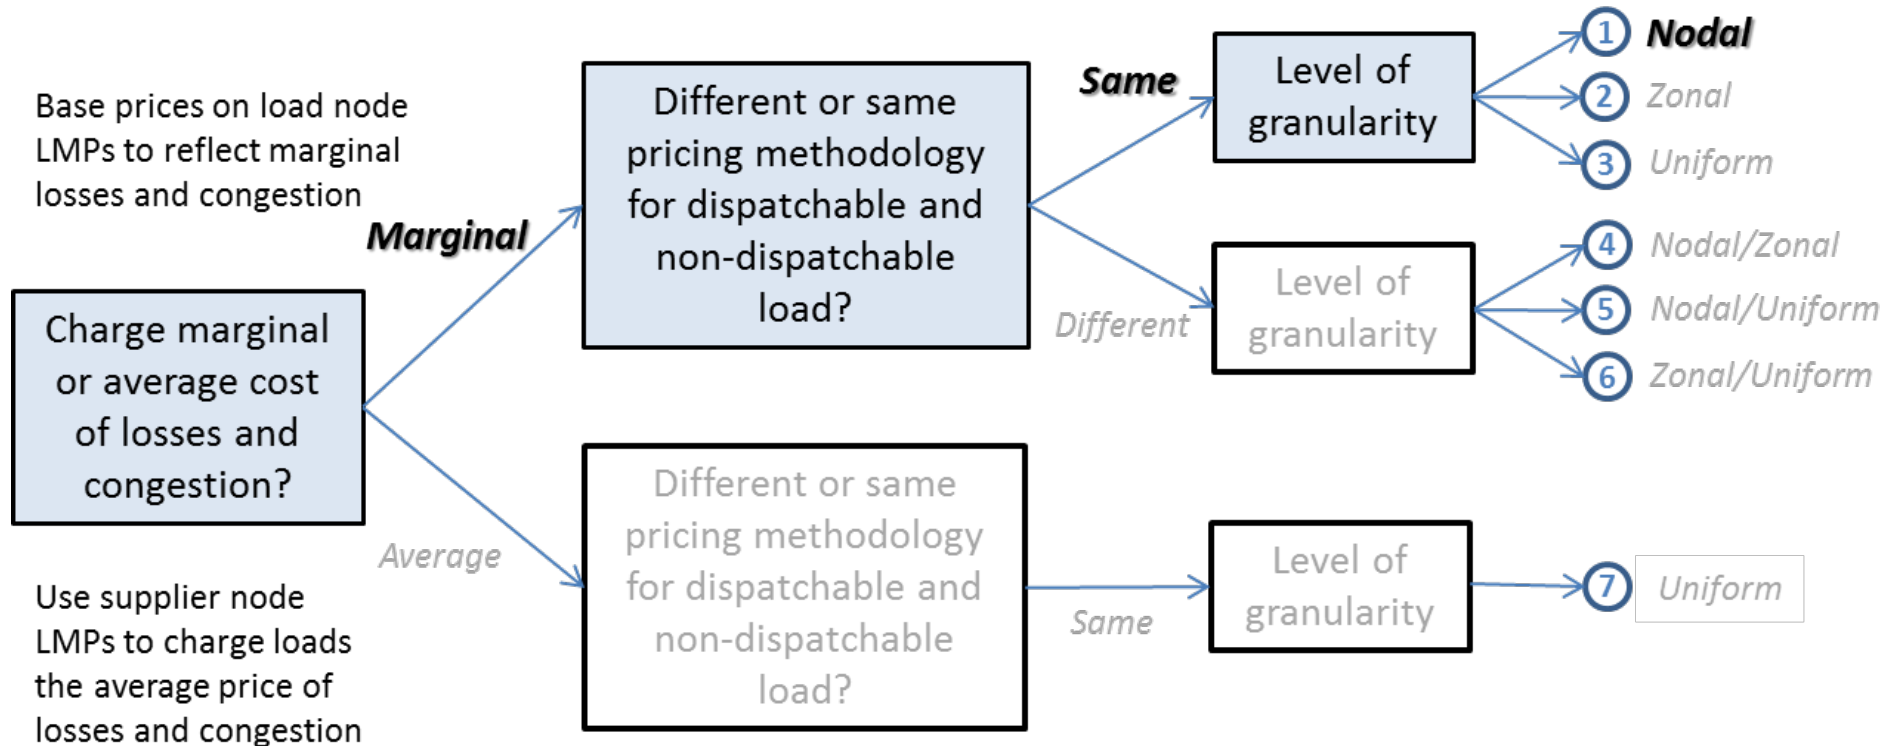 Base prices on load node
LMPs to reflect marginal
losses and congestion
Marginal
Charge marginal
or average cost
of losses and
congestion?
Average
Use supplier node
LMPs to charge loads
the average price of
losses and congestion
Different or same
pricing methodology
for dispatchable and
non-dispatchable
load?
Same
Level of
granularity
1 Nodal
2 Zonal
3 Uniform
Different
Level of
granularity
4 Nodal/Zonal
5 Nodal/Uniform
6 Zonal/Uniform
Different or same
pricing methodology
for dispatchable and
non-dispatchable
load?
Same
Level of
granularity
7 Uniform